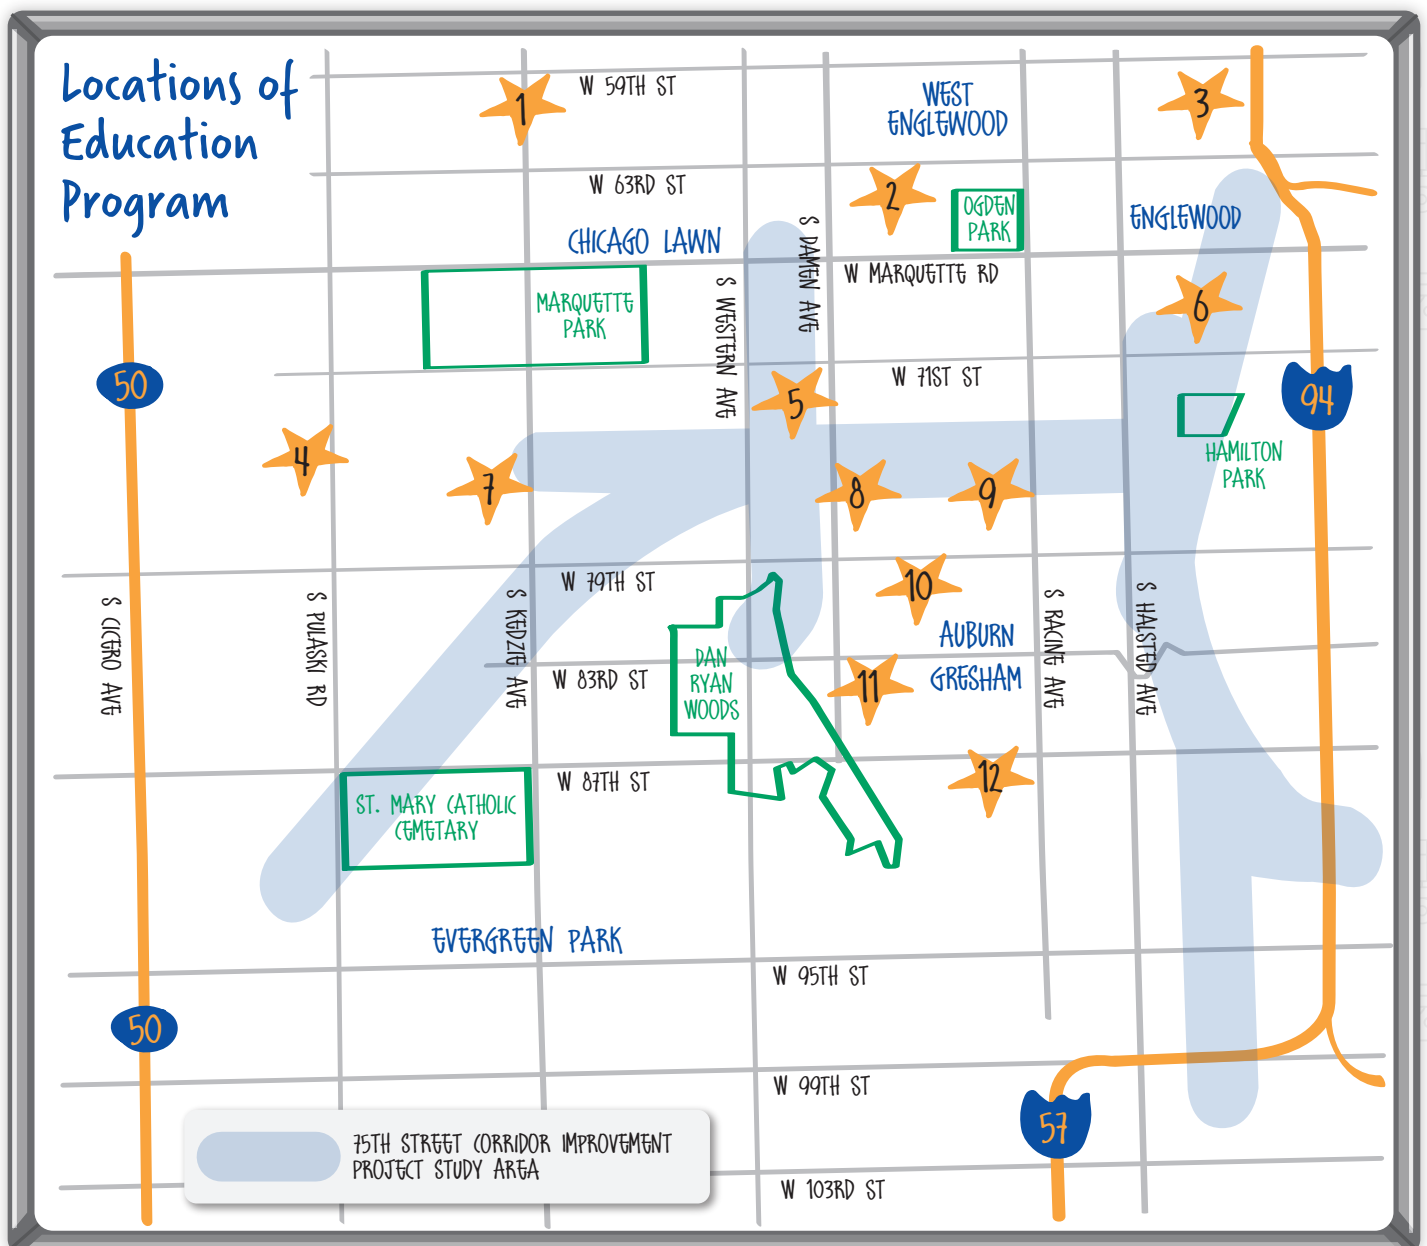 Locations of
Education
Program
1
W 59TH ST
WEST
ENGLEWOOD
3
W 63RD ST
2
OGDEN
PARK
ENGLEWOOD
CHICAGO LAWN
S DAMEN AVE
W MARQUETTE RD
MARQUETTE
PARK
S WESTERN AVE
6
50
W 71ST ST
5
94
4
HAMILTON
PARK
7
8
9
W 79TH ST
10
S CICERO AVE
S PULASKI RD
S KEDZIE AVE
S RACINE AVE
S HALSTED AVE
AUBURN
GRESHAM
W 83RD ST
DAN
RYAN
WOODS
11
W 87TH ST
12
ST. MARY CATHOLIC
CEMETARY
EVERGREEN PARK
W 95TH ST
50
W 99TH ST
57
75TH STREET CORRIDOR IMPROVEMENT
PROJECT STUDY AREA
W 103RD ST